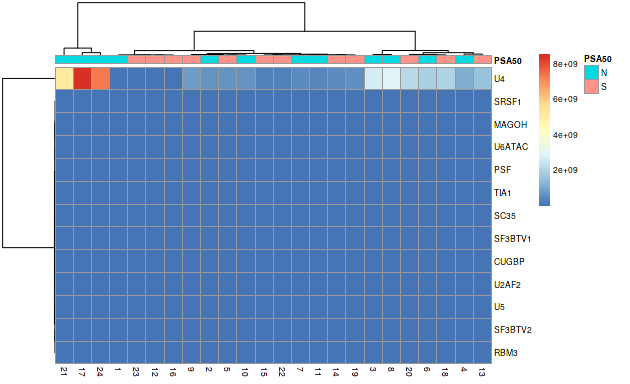 PSA50
PSA50
N
S
8e+09
6e+09
4e+09
2e+09
U4
SRSF1
MAGOH
U6ATAC
PSF
TIA1
SC35
SF3BTV1
CUGBP
U2AF2
U5
SF3BTV2
RBM3
21 17 24 1 23 12 16 9 2 5 10 15 22 7 11 14 19 3 8 20 6 18 4 13